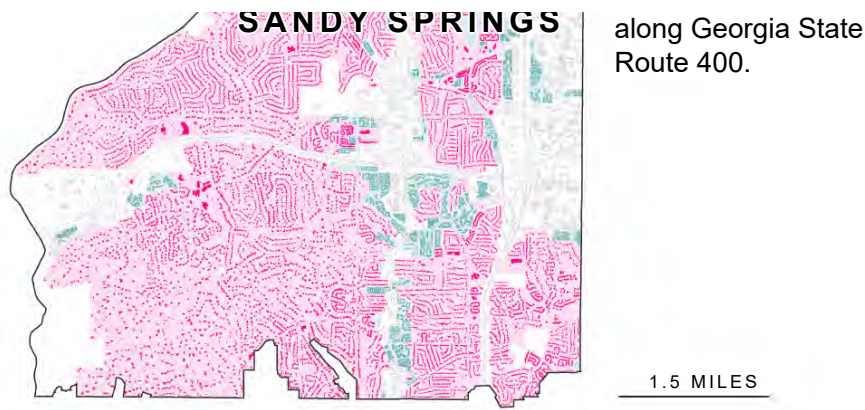 SANDY SPRINGS
along Georgia State
Route 400.
1.5 MILES